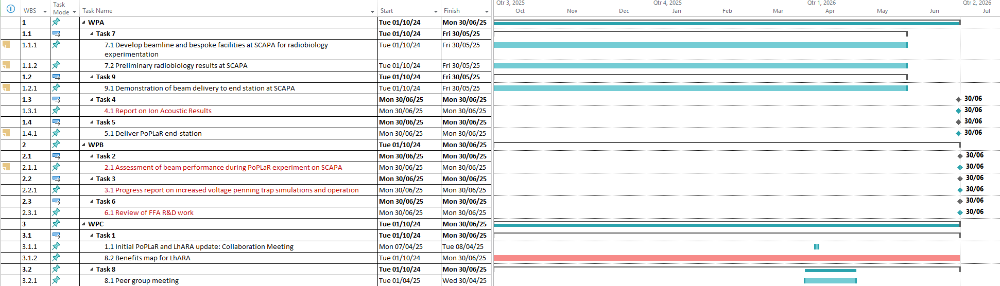 Qtr 3, 2025 Qtr 4, 2025 Qtr 1, 2026 Qtr 2, 2026
WBS Task Mode Task Name Start Finish Oct Nov Dec Jan Feb Mar Apr May Jun Jul
1 WPA Tue 01/10/24 Mon 30/06/25
1.1 Task 7 Tue 01/10/24 Fri 30/05/25
1.1.1 7.1 Develop beamline and bespoke facilities at SCAPA for radiobiology Tue 01/10/24 Fri 30/05/25
experimentation
1.1.2 7.2 Preliminary radiobiology results at SCAPA Tue 01/10/24 Fri 30/05/25
1.2 Task 9 Tue 01/10/24 Fri 30/05/25
1.2.1 9.1 Demonstration of beam delivery to end station at SCAPA Tue 01/10/24 Fri 30/05/25
1.3 Task 4 Mon 30/06/25 Mon 30/06/25 30/06
1.3.1 4.1 Report on Ion Acoustic Results Mon 30/06/25 Mon 30/06/25 30/06
1.4 Task 5 Mon 30/06/25 Mon 30/06/25 30/06
1.4.1 5.1 Deliver PoPLaR end-station Mon 30/06/25 Mon 30/06/25 30/06
2 WPB Tue 01/10/24 Mon 30/06/25
2.1 Task 2 Mon 30/06/25 Mon 30/06/25 30/06
2.1.1 2.1 Assessment of beam performance during PoPLaR experiment on SCAPA Mon 30/06/25 Mon 30/06/25 30/06
2.2 Task 3 Mon 30/06/25 Mon 30/06/25 30/06
2.2.1 3.1 Progress report on increased voltage penning trap simulations and operation Mon 30/06/25 Mon 30/06/25 30/06
2.3 Task 6 Mon 30/06/25 Mon 30/06/25 30/06
2.3.1 6.1 Review of FFA R&D work Mon 30/06/25 Mon 30/06/25 30/06
3 WPC Tue 01/10/24 Mon 30/06/25
3.1 Task 1 Tue 01/10/24 Mon 30/06/25
3.1.1 1.1 Initial PoPLaR and LhARA update: Collaboration Meeting Mon 07/04/25 Tue 08/04/25
3.1.2 8.2 Benefits map for LhARA Tue 01/10/24 Mon 30/06/25
3.2 Task 8 Tue 01/10/24 Mon 30/06/25
3.2.1 8.1 Peer group meeting Tue 01/04/25 Wed 30/04/25